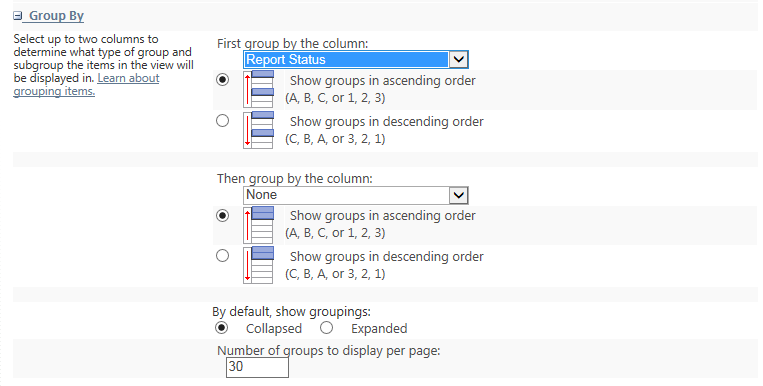 Group By
Select up to two columns to
determine what type of group and
subgroup the items in the view will
be displayed in. Learn about
grouping items.
First group by the column:
Report Status
Show groups in ascending order
(A, B, C, or 1, 2, 3)
Show groups in descending order
(C, B, A, or 3, 2, 1)
Then group by the column:
None
Show groups in ascending order
(A, B, C, or 1, 2, 3)
Show groups in descending order
(C, B, A, or 3, 2, 1)
By default, show groupings:
Collapsed Expanded
Number of groups to display per page:
30